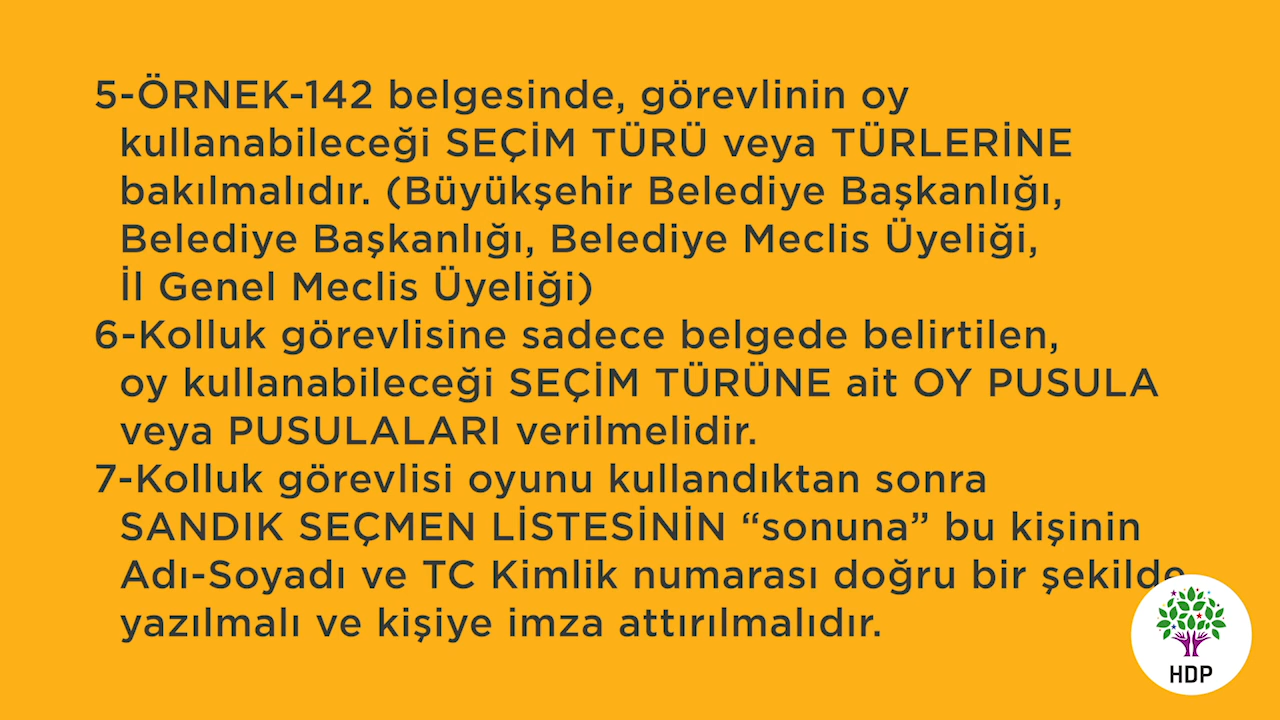 5-ÖRNEK-142 belgesinde, görevlinin oy
kullanabileceği SEÇİM TÜRÜ veya TÜRLERİNE
bakılmalıdır. (Büyükşehir Belediye Başkanlığı,
Belediye Başkanlığı, Belediye Meclis Üyeliği,
İl Genel Meclis Üyeliği)
6-Kolluk görevlisine sadece belgede belirtilen,
oy kullanabileceği SEÇİM TÜRÜNE ait OY PUSULA
veya PUSULALARI verilmelidir.
7-Kolluk görevlisi oyunu kullandıktan sonra
SANDIK SEÇMEN LİSTESİNİN “sonuna” bu kişinin
Adı-Soyadı ve TC Kimlik numarası doğru bir şekilde
yazılmalı ve kişiye imza attırılmalıdır.
HDP